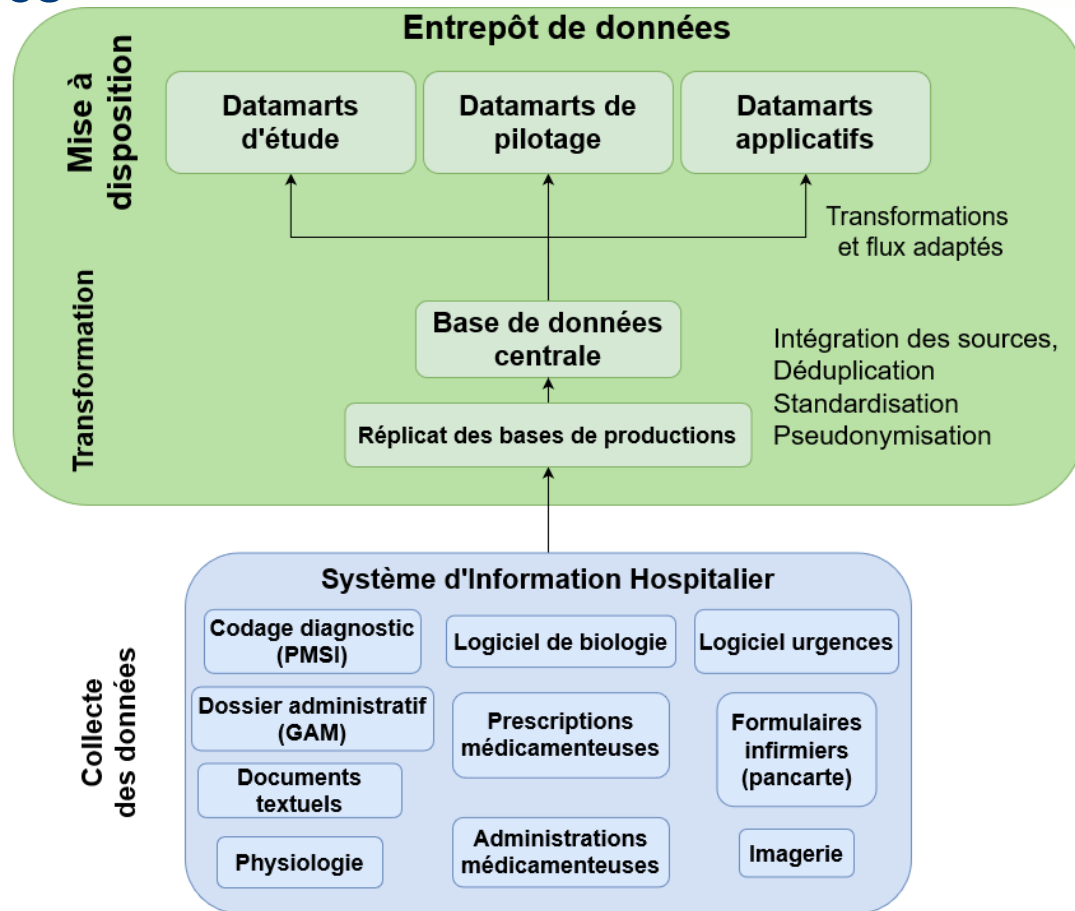 Entrepôt de données
Mise à
disposition
Datamarts
d'étude
Datamarts de
pilotage
Datamarts
applicatifs
Transformations
et flux adaptés
Transformation
Base de données
centrale
Intégration des sources,
Déduplication
Standardisation
Pseudonymisation
Réplicat des bases de productions
Système d'Information Hospitalier
Collecte
des données
Codage diagnostic
(PMSI)
Logiciel de biologie
Logiciel urgences
Dossier administratif
(GAM)
Prescriptions
médicamenteuses
Formulaires
infirmiers
(pancarte)
Documents
textuels
Physiologie
Administrations
médicamenteuses
Imagerie